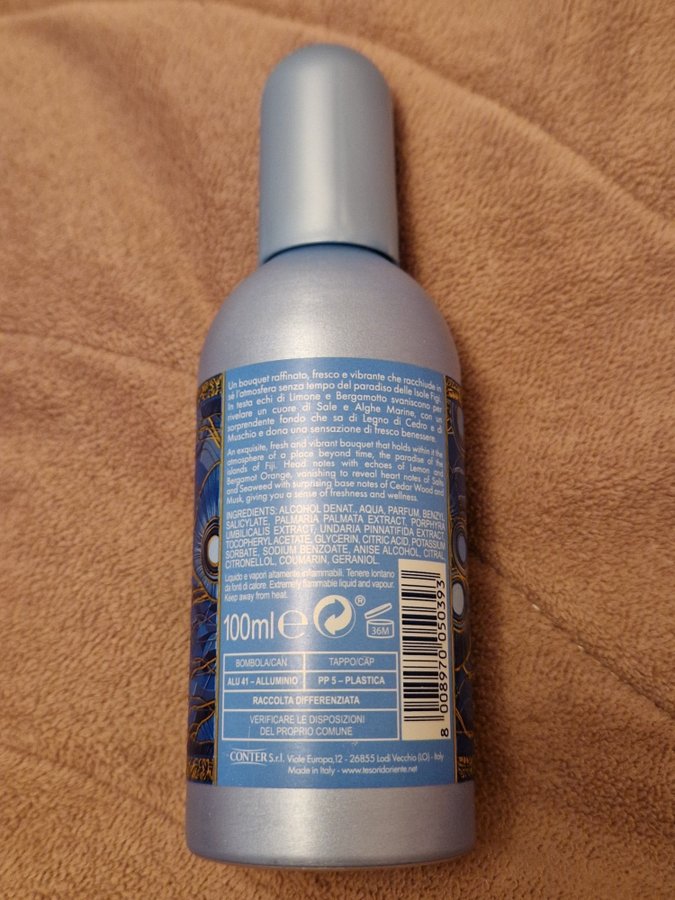 Un bouquet raffinato, fresco e vibrante che racchiude in
sé l'atmosfera senza tempo del paradiso delle Isole Figi.
In testa echi di Limone e Bergamotto svaniscono per
rivelare un cuore di Sale e Alghe Marine, con un
sorprendente fondo che sa di Legno di Cedro e di
Muschio e dona una sensazione di fresco benessere.
An exquisite, fresh and vibrant bouquet that holds within it the
atmosphere of a place beyond time, the paradise of the
islands of Fiji. Head notes with echoes of Lemon and
Bergamot Orange, vanishing to reveal heart notes of Salts
and Seaweed with surprising base notes of Cedar Wood and
Musk, giving you a sense of freshness and wellness.
INGREDIENTS: ALCOHOL DENAT., AQUA, PARFUM, BENZYL
SALICYLATE, PALMARIA PALMATA EXTRACT, PORPHYRA
UMBILICALIS EXTRACT, UNDARIA PINNATIFIDA EXTRACT,
TOCOPHERYL ACETATE, GLYCERIN, CITRIC ACID, POTASSIUM
SORBATE, SODIUM BENZOATE, ANISE ALCOHOL, CITRAL,
CITRONELLOL, COUMARIN, GERANIOL.
Liquido e vapori altamente infiammabili. Tenere lontano
da fonti di calore. Extremely flammable liquid and vapour.
Keep away from heat.
100ml e ® 36M
BOMBOLA/CAN TAPPO/CAP
ALU 41 – ALLUMINIO PP 5 – PLASTICA
RACCOLTA DIFFERENZIATA
VERIFICARE LE DISPOSIZIONI
DEL PROPRIO COMUNE
8 008970 050393
CONTER S.r.l. Viale Europa,12 - 26855 Lodi Vecchio (LO) - Italy
Made in Italy - www.tesoridoriente.net